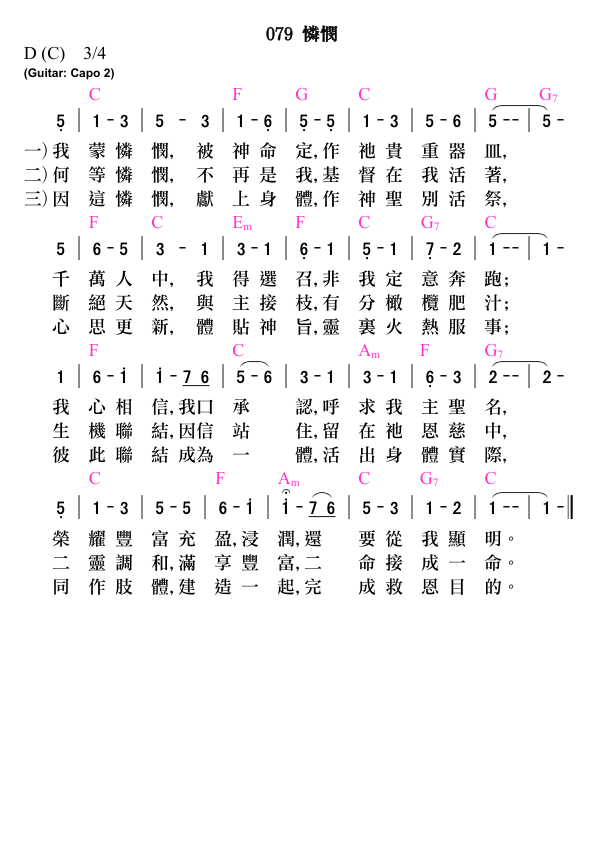 079 憐憫
D (C) 3/4
(Guitar: Capo 2)
C F G C G G7
5̣ | 1 - 3 | 5 - 3 | 1 - 6̣ | 5̣ - 5̣ | 1 - 3 | 5 - 6 | 5 - - | 5 -
一)我 蒙 憐 憫, 被 神 命 定,作 祂 貴 重 器 皿,
二)何 等 憐 憫, 不 再 是 我,基 督 在 我 活 著,
三)因 這 憐 憫, 獻 上 身 體,作 神 聖 別 活 祭,
F C Em F C G7 C
5 | 6 - 5 | 3 - 1 | 3 - 1 | 6̣ - 1 | 5̣ - 1 | 7̣ - 2 | 1 - - | 1 -
千 萬 人 中, 我 得 選 召,非 我 定 意 奔 跑;
斷 絕 天 然, 與 主 接 枝,有 分 橄 欖 肥 汁;
心 思 更 新, 體 貼 神 旨,靈 裏 火 熱 服 事;
F C Am F G7
1 | 6 - i | i - 7 6 | 5 - 6 | 3 - 1 | 3 - 1 | 6̣ - 3 | 2 - - | 2 -
我 心 相 信,我口 承 認,呼 求 我 主 聖 名,
生 機 聯 結,因信 站 住,留 在 祂 恩 慈 中,
彼 此 聯 結 成為 一 體,活 出 身 體 實 際,
C F Am C G7 C
5̣ | 1 - 3 | 5 - 5 | 6 - i | i - 7 6 | 5 - 3 | 1 - 2 | 1 - - | 1 - ‖
榮 耀 豐 富 充 盈,浸 潤,還 要 從 我 顯 明。
二 靈 調 和,滿 享 豐 富,二 命 接 成 一 命。
同 作 肢 體,建 造 一 起,完 成 救 恩 目 的。